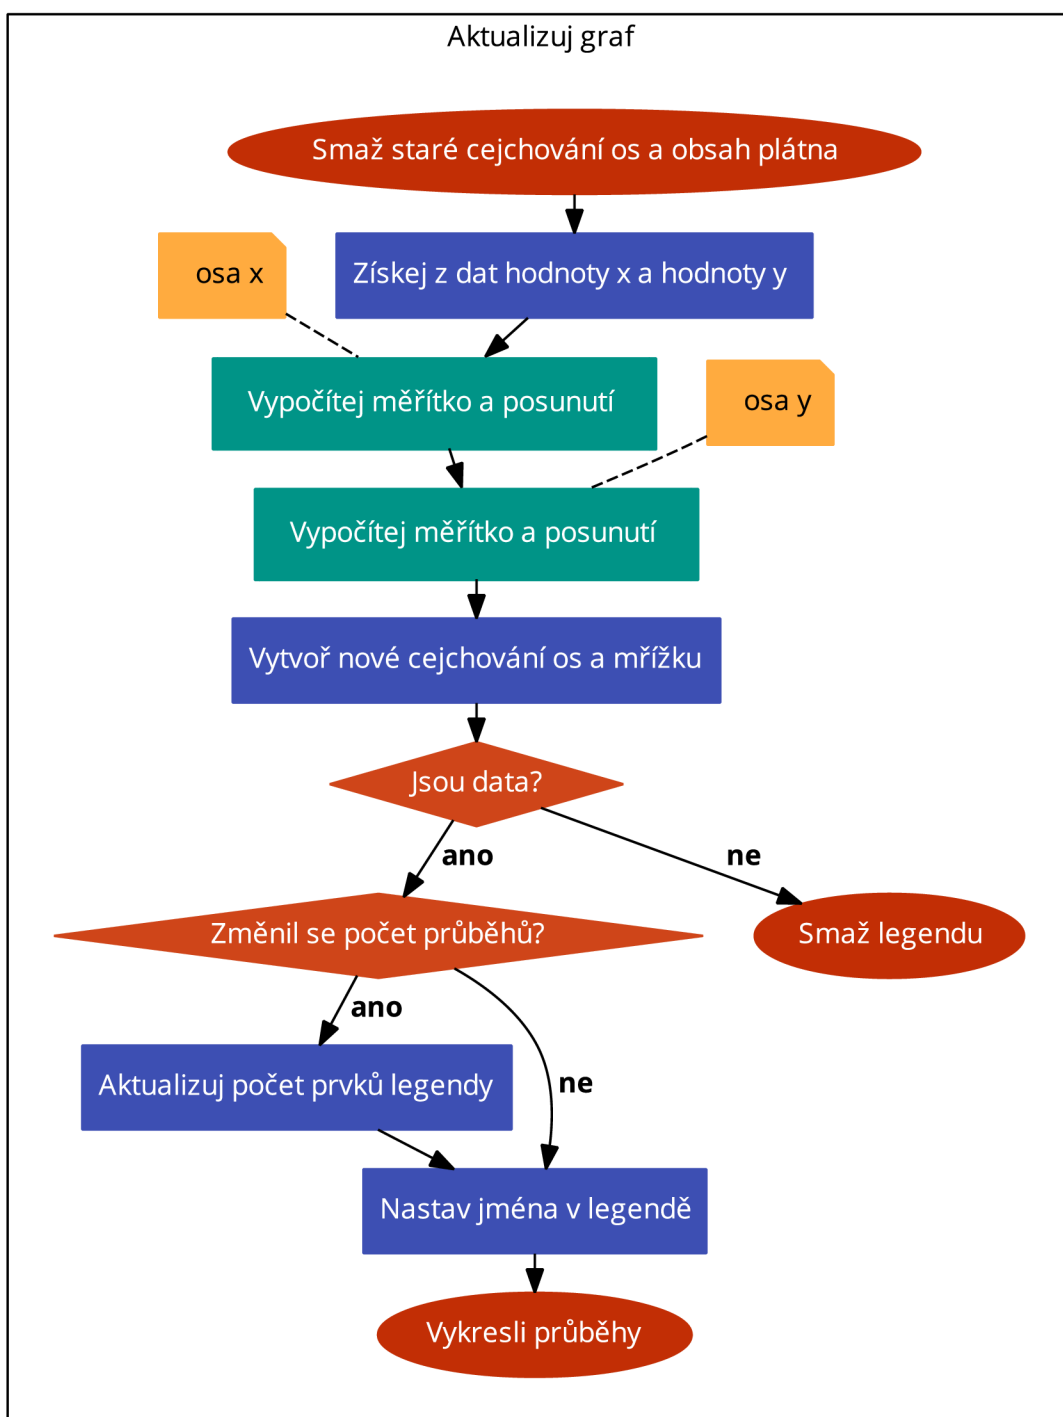 Aktualizuj graf
Smaž staré cejchování os a obsah plátna
osa x
Získej z dat hodnoty x a hodnoty y
Vypočítej měřítko a posunutí
osa y
Vypočítej měřítko a posunutí
Vytvoř nové cejchování os a mřížku
Jsou data?
ano
ne
Změnil se počet průběhů?
Smaž legendu
ano
ne
Aktualizuj počet prvků legendy
Nastav jména v legendě
Vykresli průběhy